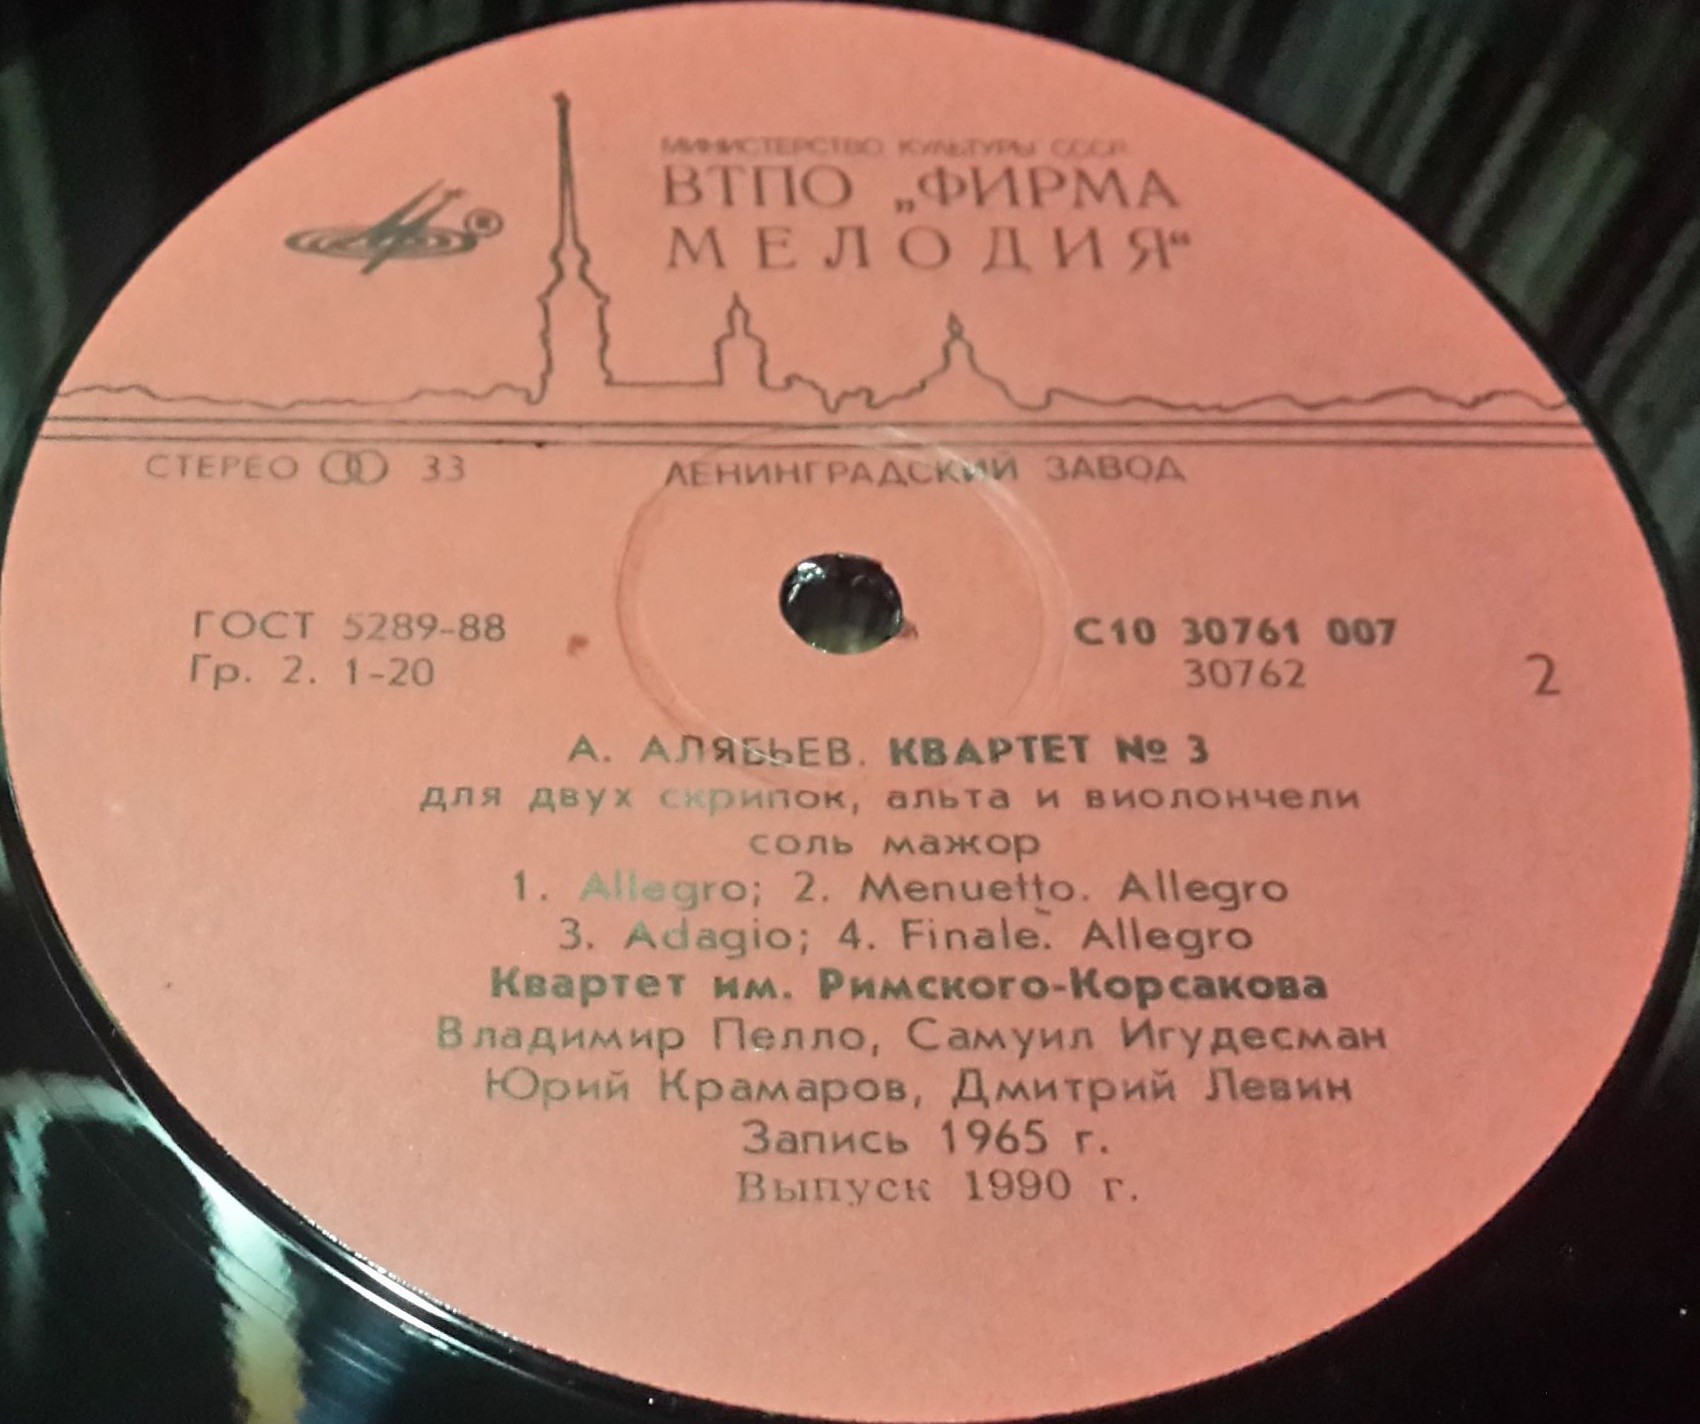 МИНИСТЕРСТВО КУЛЬТУРЫ СССР
ВТПО „ФИРМА
МЕЛОДИЯ“
®
СТЕРЕО 33
ЛЕНИНГРАДСКИЙ ЗАВОД
ГОСТ 5289-88
Гр. 2. 1-20
С10 30761 007
30762
2
А. АЛЯБЬЕВ. КВАРТЕТ № 3
для двух скрипок, альта и виолончели
соль мажор
1. Allegro; 2. Menuetto. Allegro
3. Adagio; 4. Finale. Allegro
Квартет им. Римского-Корсакова
Владимир Пелло, Самуил Игудесман
Юрий Крамаров, Дмитрий Левин
Запись 1965 г.
Выпуск 1990 г.